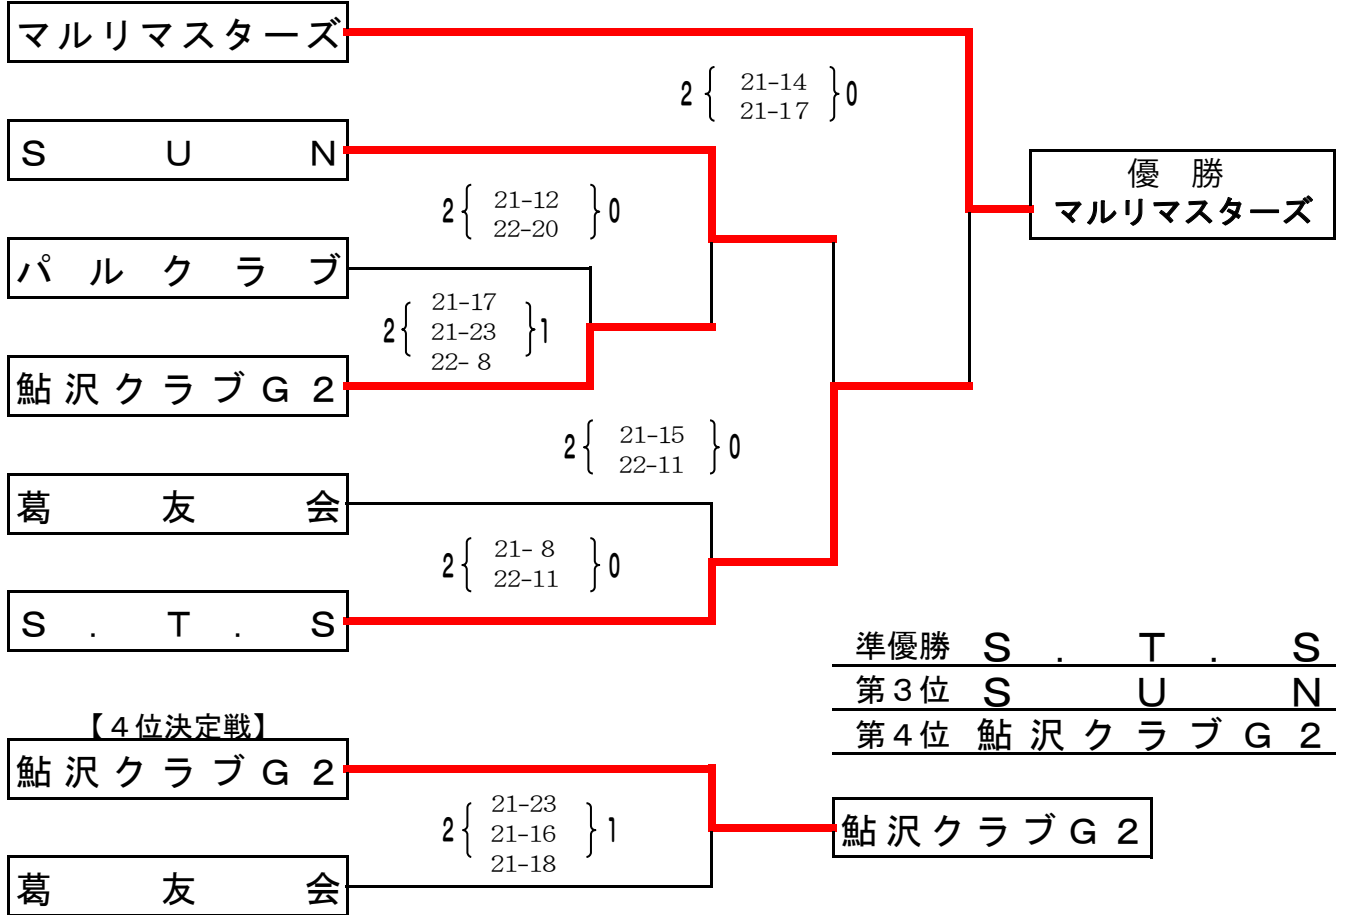 マルリマスターズ
2 { 21-14 } 0
21-17
S U N
優 勝
マルリマスターズ
2 { 21-12 } 0
22-20
パ ル ク ラ ブ
2 { 21-17 } 1
21-23
22- 8
鮎 沢 ク ラ ブ G 2
2 { 21-15 } 0
22-11
葛 友 会
2 { 21- 8 } 0
22-11
S . T . S
準優勝 S . T . S
第3位 S U N
第4位 鮎 沢 ク ラ ブ G 2
【４位決定戦】
鮎 沢 ク ラ ブ G 2
2 { 21-23 } 1
21-16
21-18
鮎 沢 ク ラ ブ G 2
葛 友 会